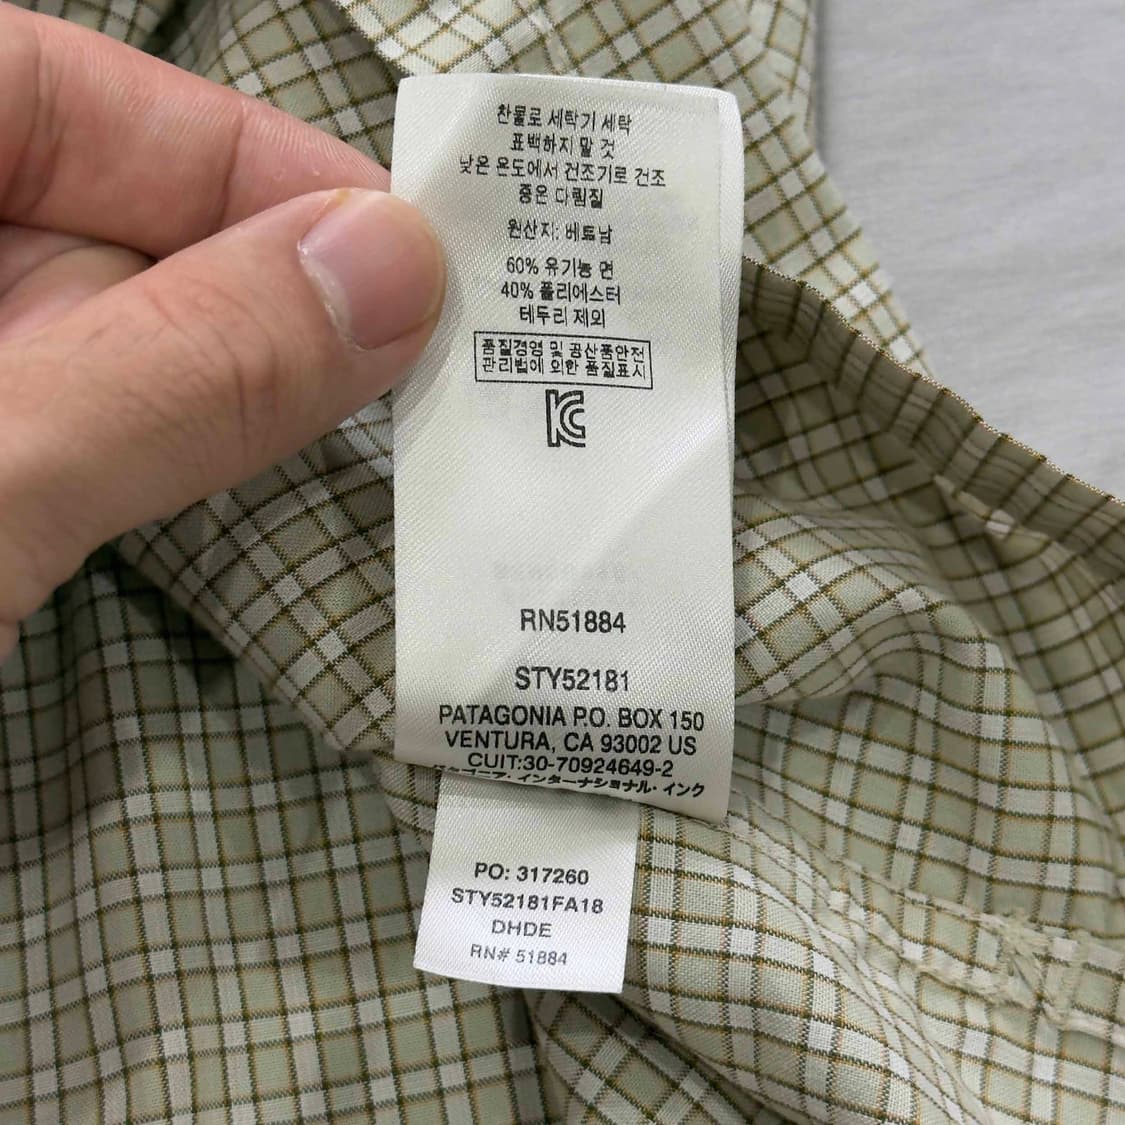 찬물로 세탁기 세탁
표백하지 말 것
낮은 온도에서 건조기로 건조
중온 다림질
원산지: 베트남
60% 유기농 면
40% 폴리에스터
테두리 제외
품질경영 및 공산품안전
관리법에 의한 품질표시
KC
RN51884
STY52181
PATAGONIA P.O. BOX 150
VENTURA, CA 93002 US
CUIT:30-70924649-2
インターナショナル・インク
PO: 317260
STY52181FA18
DHDE
RN# 51884